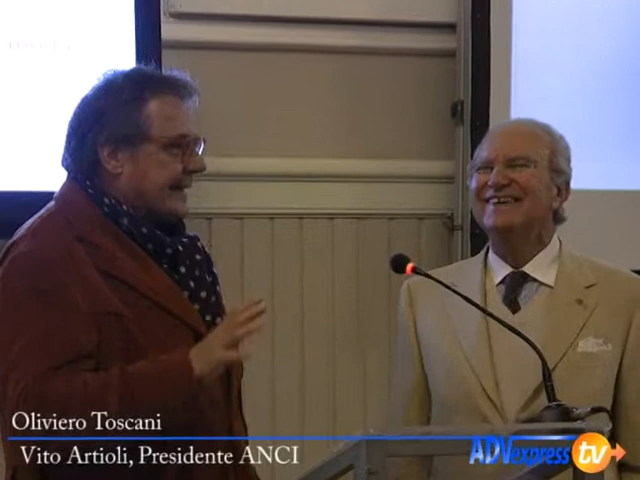 Oliviero Toscani
Vito Artioli, Presidente ANCI
ADVexpress tv